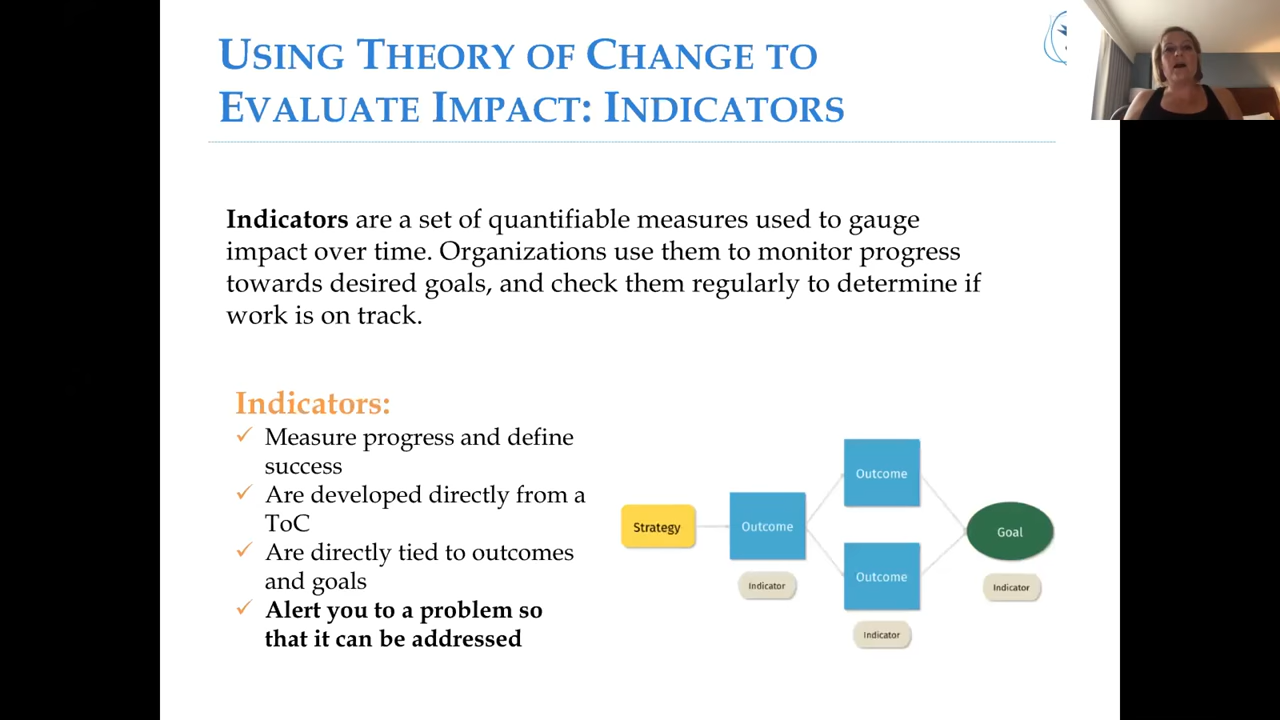 USING THEORY OF CHANGE TO
EVALUATE IMPACT: INDICATORS
Indicators are a set of quantifiable measures used to gauge
impact over time. Organizations use them to monitor progress
towards desired goals, and check them regularly to determine if
work is on track.
Indicators:
✓ Measure progress and define
success
✓ Are developed directly from a
ToC
✓ Are directly tied to outcomes
and goals
✓ Alert you to a problem so
that it can be addressed
Strategy
Outcome
Indicator
Outcome
Outcome
Indicator
Goal
Indicator